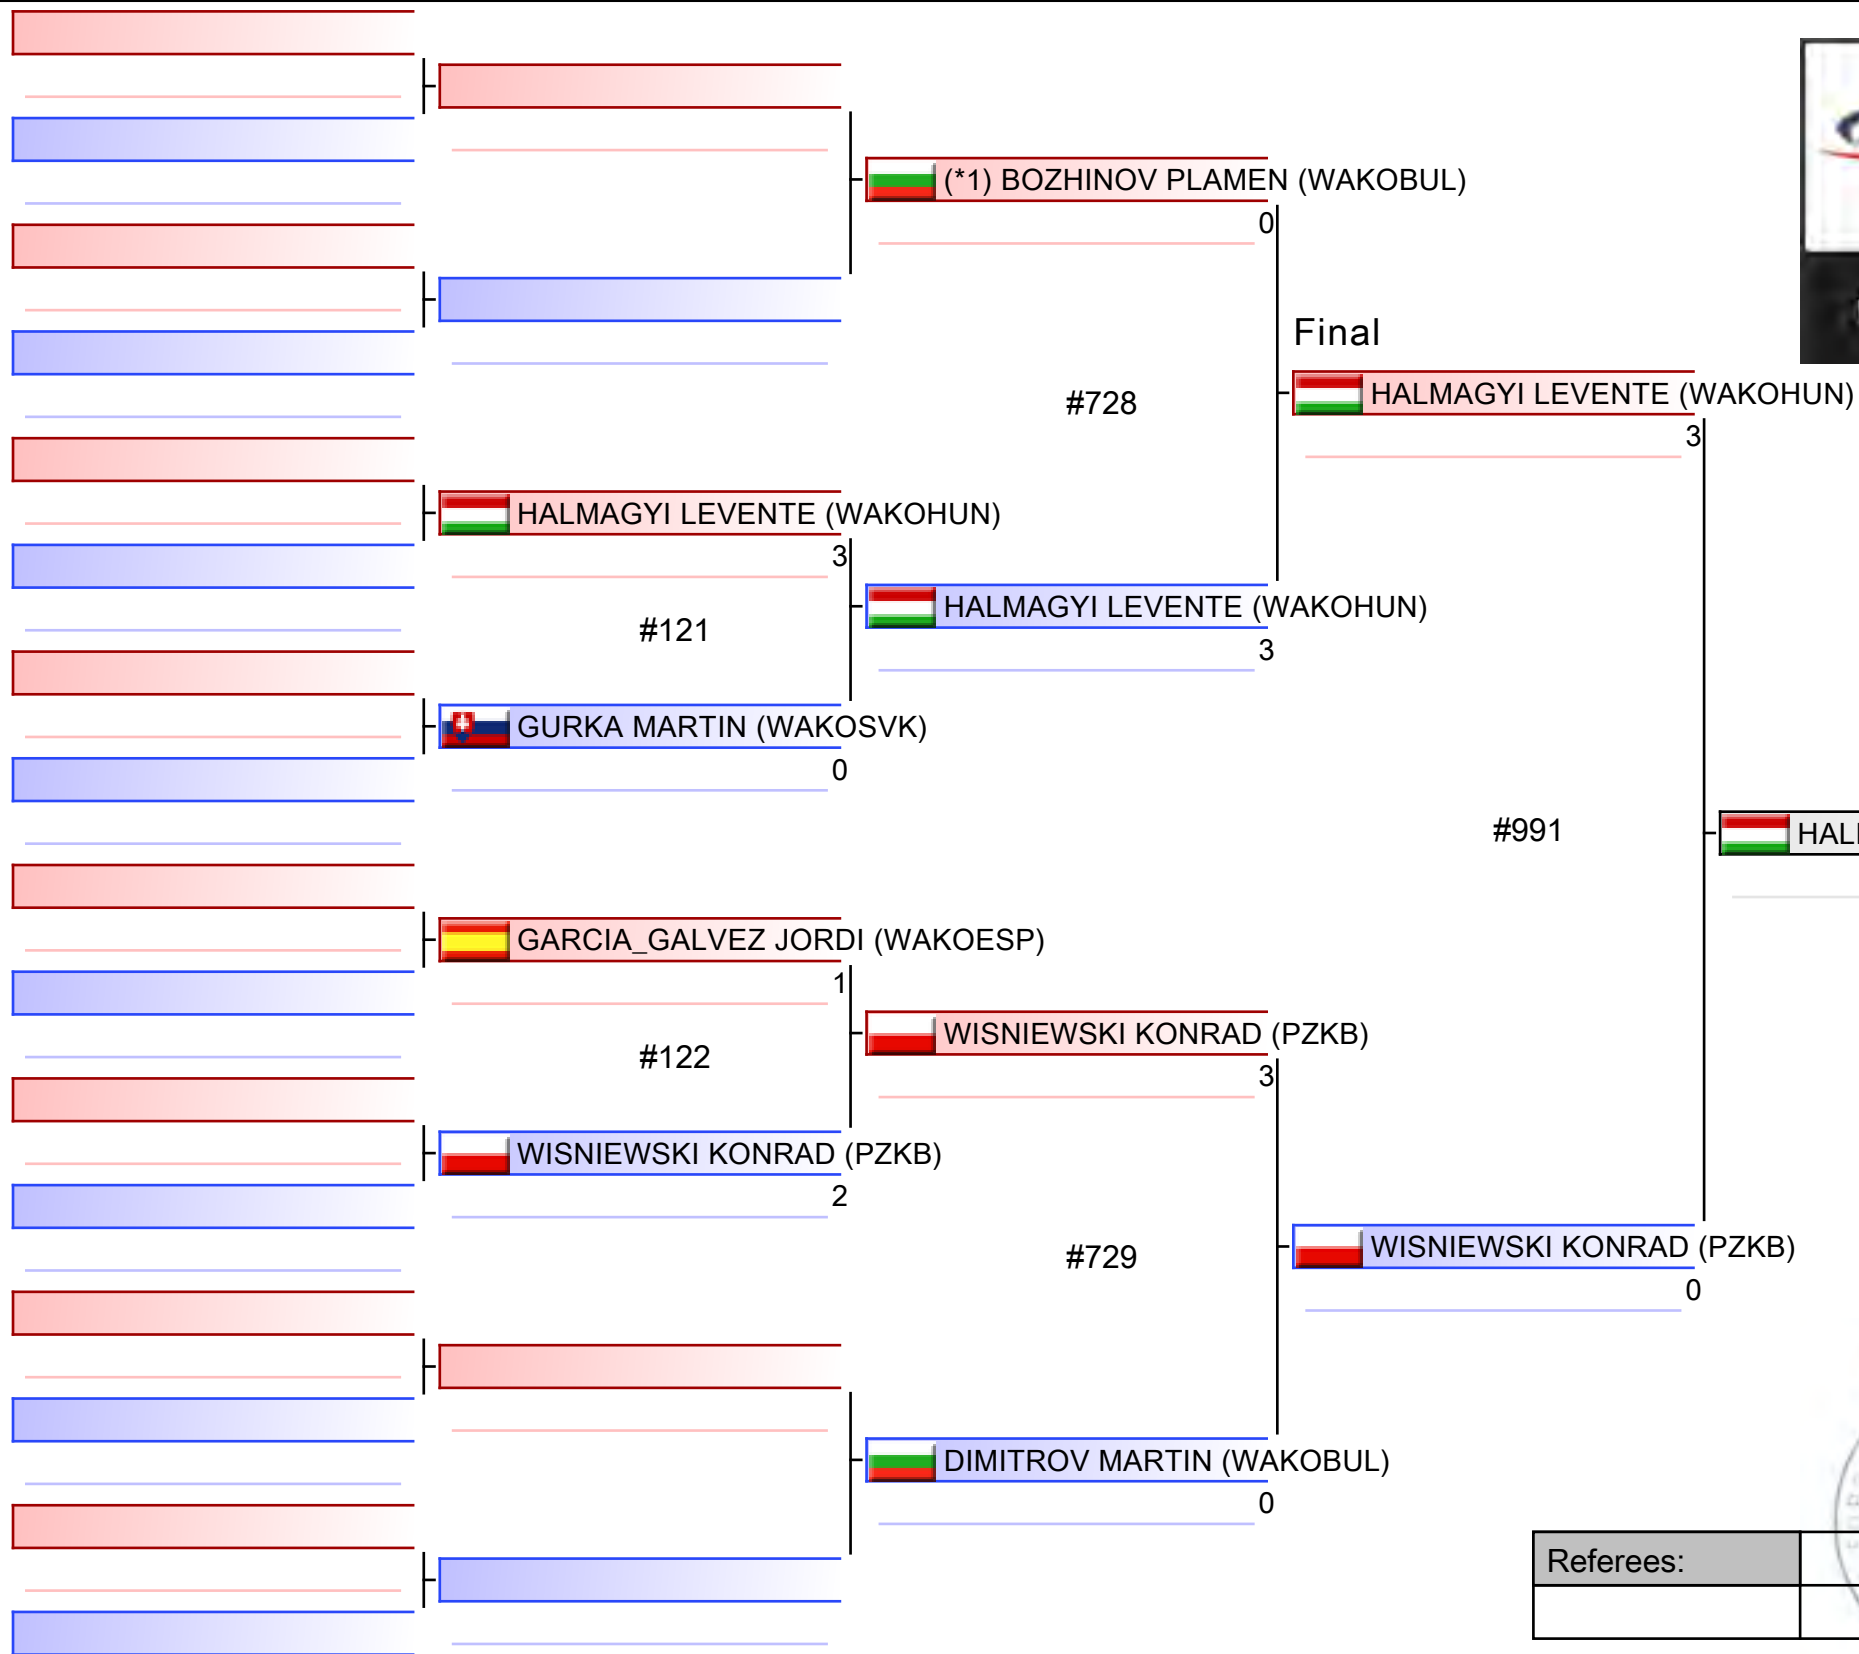 (*1) BOZHINOV PLAMEN (WAKOBUL)
0
Final
#728
HALMAGYI LEVENTE (WAKOHUN)
3
HALMAGYI LEVENTE (WAKOHUN)
3
#121
HALMAGYI LEVENTE (WAKOHUN)
3
GURKA MARTIN (WAKOSVK)
0
#991
GARCIA_GALVEZ JORDI (WAKOESP)
1
#122
WISNIEWSKI KONRAD (PZKB)
3
WISNIEWSKI KONRAD (PZKB)
2
#729
WISNIEWSKI KONRAD (PZKB)
0
DIMITROV MARTIN (WAKOBUL)
0
Referees: